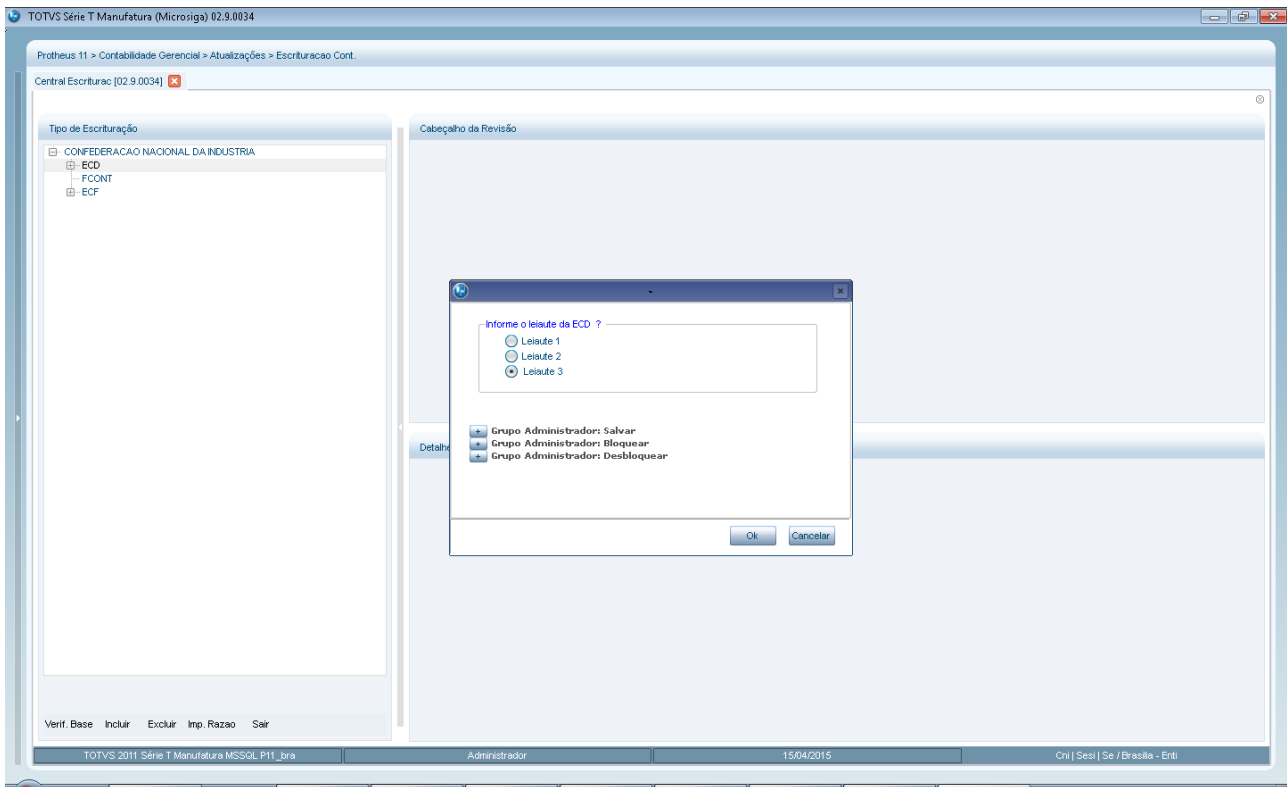 TOTVS Série T Manufatura (Microsiga) 02.9.0034
Protheus 11 > Contabilidade Gerencial > Atualizações > Escrituracao Cont.
Central Escriturac [02.9.0034]
Tipo de Escrituração
Cabeçalho da Revisão
CONFEDERACAO NACIONAL DA INDUSTRIA
ECD
FCONT
ECF
Informe o leiaute da ECD ?
Leiaute 1
Leiaute 2
Leiaute 3
Grupo Administrador: Salvar
Grupo Administrador: Bloquear
Grupo Administrador: Desbloquear
Detalhe
Ok Cancelar
Verif. Base Incluir Excluir Imp. Razao Sair
TOTVS 2011 Série T Manufatura MSSQL P11_bra Administrador 15/04/2015 Cni | Sesi | Se / Brasilia - Enti